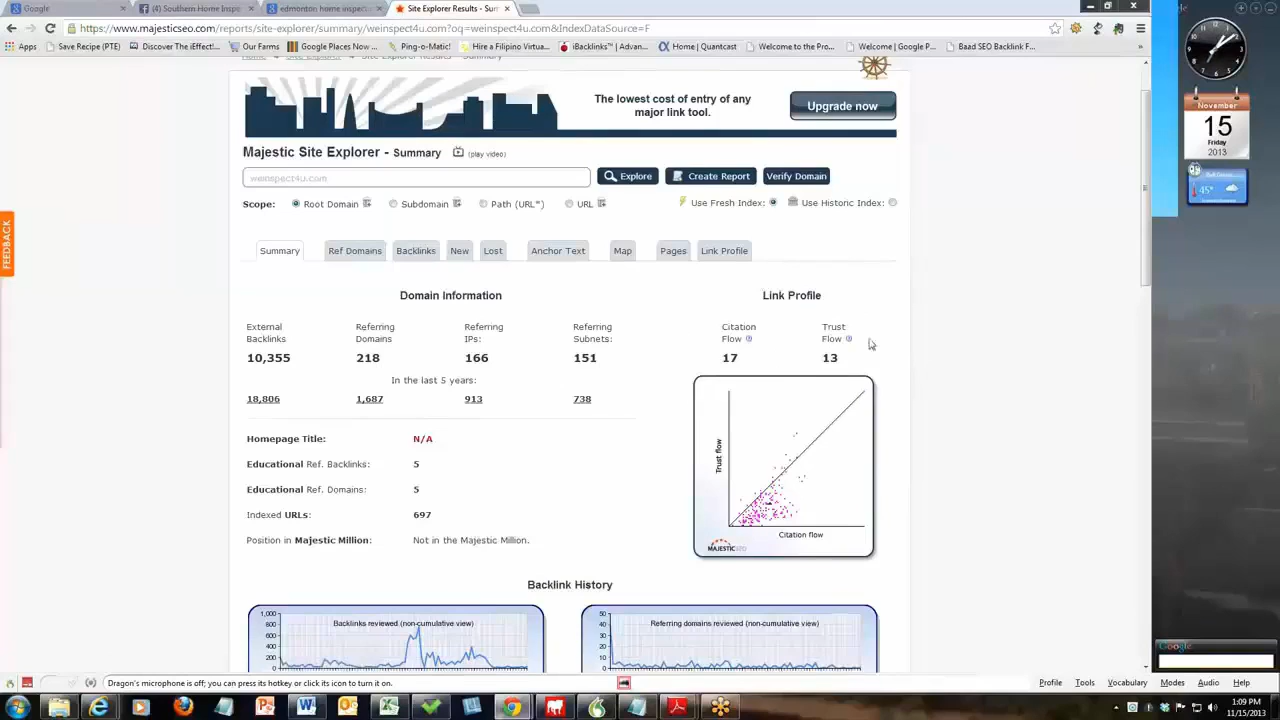 Google
(4) Southern Home Inspect
edmonton: home inspecti
Site Explorer Results - Sum
https://www.majesticseo.com/reports/site-explorer/summary/weinspect4u.com?oq=weinspect4u.com&IndexDataSource=F
Apps
Save Recipe (PTE)
Discover The iEffect!...
Our Farms
Google Places Now ...
Ping-o-Matic!
Hire a Filipino Virtua...
iBacklinks™ | Advan...
Home | Quantcast
Welcome to the Pro...
Welcome | Google P...
Baad SEO Backlink F...
The lowest cost of entry of any
major link tool.
Upgrade now
Majestic Site Explorer - Summary (play video)
weinspect4u.com
Explore
Create Report
Verify Domain
Scope: Root Domain Subdomain Path (URL*) URL Use Fresh Index: Use Historic Index:
Summary Ref Domains Backlinks New Lost Anchor Text Map Pages Link Profile
Domain Information
Link Profile
External
Backlinks
10,355
Referring
Domains
218
Referring
IPs:
166
Referring
Subnets:
151
Citation
Flow
17
Trust
Flow
13
In the last 5 years:
18,806 1,687 913 738
Homepage Title: N/A
Educational Ref. Backlinks: 5
Educational Ref. Domains: 5
Indexed URLs: 697
Position in Majestic Million: Not in the Majestic Million.
Trust flow
Citation flow
MAJESTICSEO
Backlink History
Backlinks reviewed (non-cumulative view)
1,000
800
600
400
200
0
Referring domains reviewed (non-cumulative view)
50
40
30
20
10
0
FEEDBACK
November
15
Friday
2013
45°
Google
Dragon's microphone is off; you can press its hotkey or click its icon to turn it on.
Profile Tools Vocabulary Modes Audio Help
1:09 PM
11/15/2013